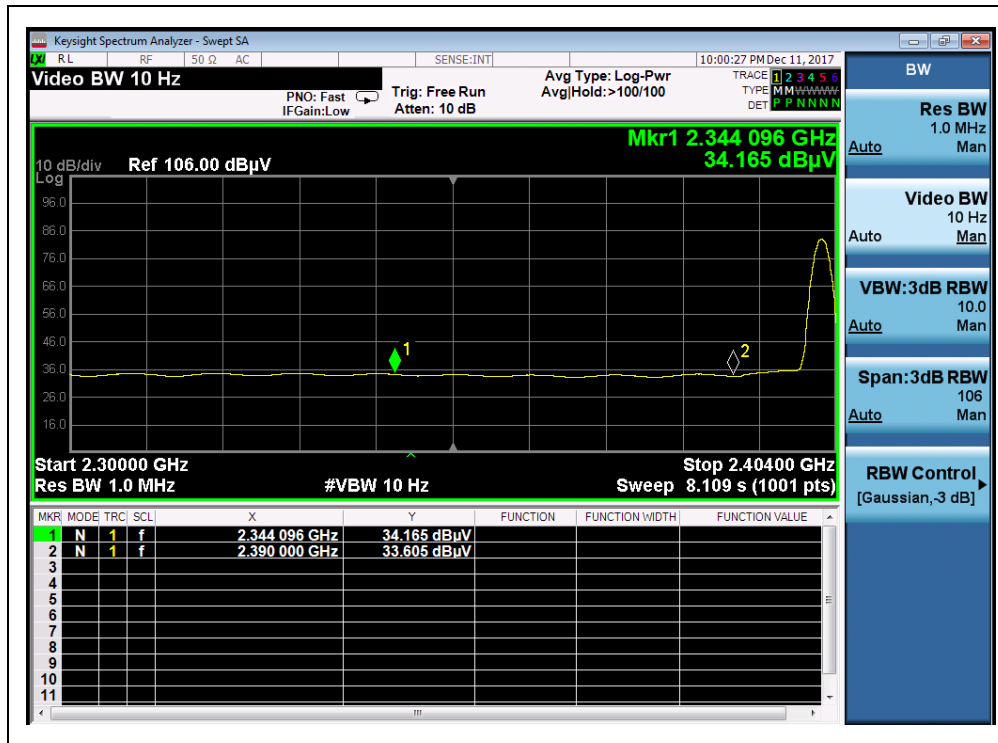 Keysight Spectrum Analyzer - Swept SA
LXI RL RF 50 Ω AC SENSE:INT 10:00:27 PM Dec 11, 2017
Video BW 10 Hz
PNO: Fast
IFGain:Low
Trig: Free Run
Atten: 10 dB
Avg Type: Log-Pwr
Avg|Hold:>100/100
TRACE 1 2 3 4 5 6
TYPE M M W W W W
DET P P N N N N
Mkr1 2.344 096 GHz
34.165 dBµV
10 dB/div Ref 106.00 dBµV
Log
96.0
86.0
76.0
66.0
56.0
46.0
36.0
26.0
16.0
1
2
Start 2.30000 GHz Stop 2.40400 GHz
Res BW 1.0 MHz #VBW 10 Hz Sweep 8.109 s (1001 pts)
MKR MODE TRC SCL X Y FUNCTION FUNCTION WIDTH FUNCTION VALUE
1 N 1 f 2.344 096 GHz 34.165 dBµV
2 N 1 f 2.390 000 GHz 33.605 dBµV
3
4
5
6
7
8
9
10
11
BW
Res BW
1.0 MHz
Auto Man
Video BW
10 Hz
Auto Man
VBW:3dB RBW
10.0
Auto Man
Span:3dB RBW
106
Auto Man
RBW Control
[Gaussian,-3 dB]